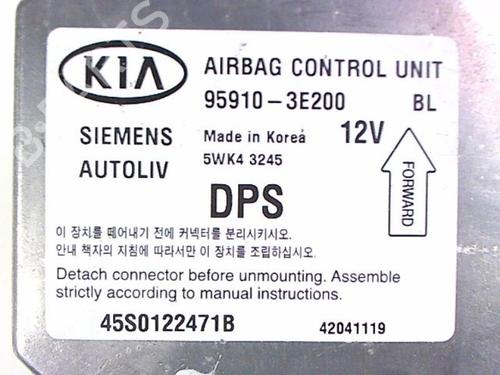 KIA
AIRBAG CONTROL UNIT
95910-3E200 BL
SIEMENS
AUTOLIV
Made in Korea
5WK4 3245
12V
FORWARD
DPS
이 장치를 떼어내기 전에 커넥터를 분리시키시오.
안내 책자의 지침에 따라서만 이 장치를 조립하십시오.
Detach connector before unmounting. Assemble
strictly according to manual instructions.
45S0122471B 42041119